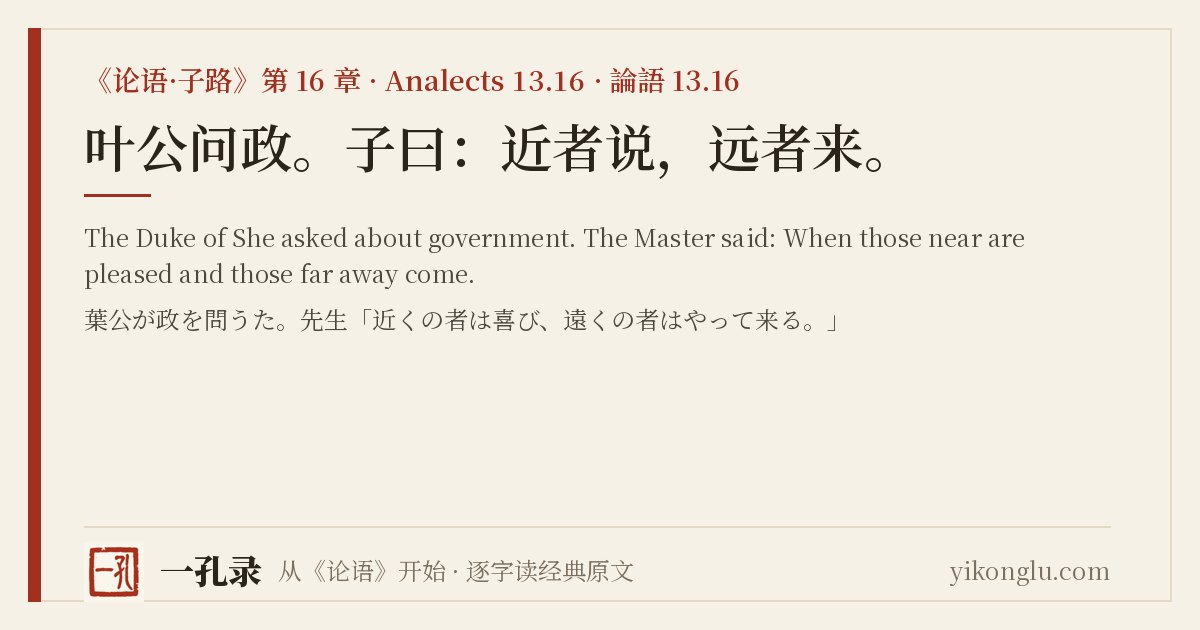 《论语·子路》第 16 章 · Analects 13.16 · 論語 13.16
叶公问政。子曰：近者说，远者来。
The Duke of She asked about government. The Master said: When those near are
pleased and those far away come.
葉公が政を問うた。先生「近くの者は喜び、遠くの者はやって来る。」
一孔
一孔录 从《论语》开始 · 逐字读经典原文 yikonglu.com